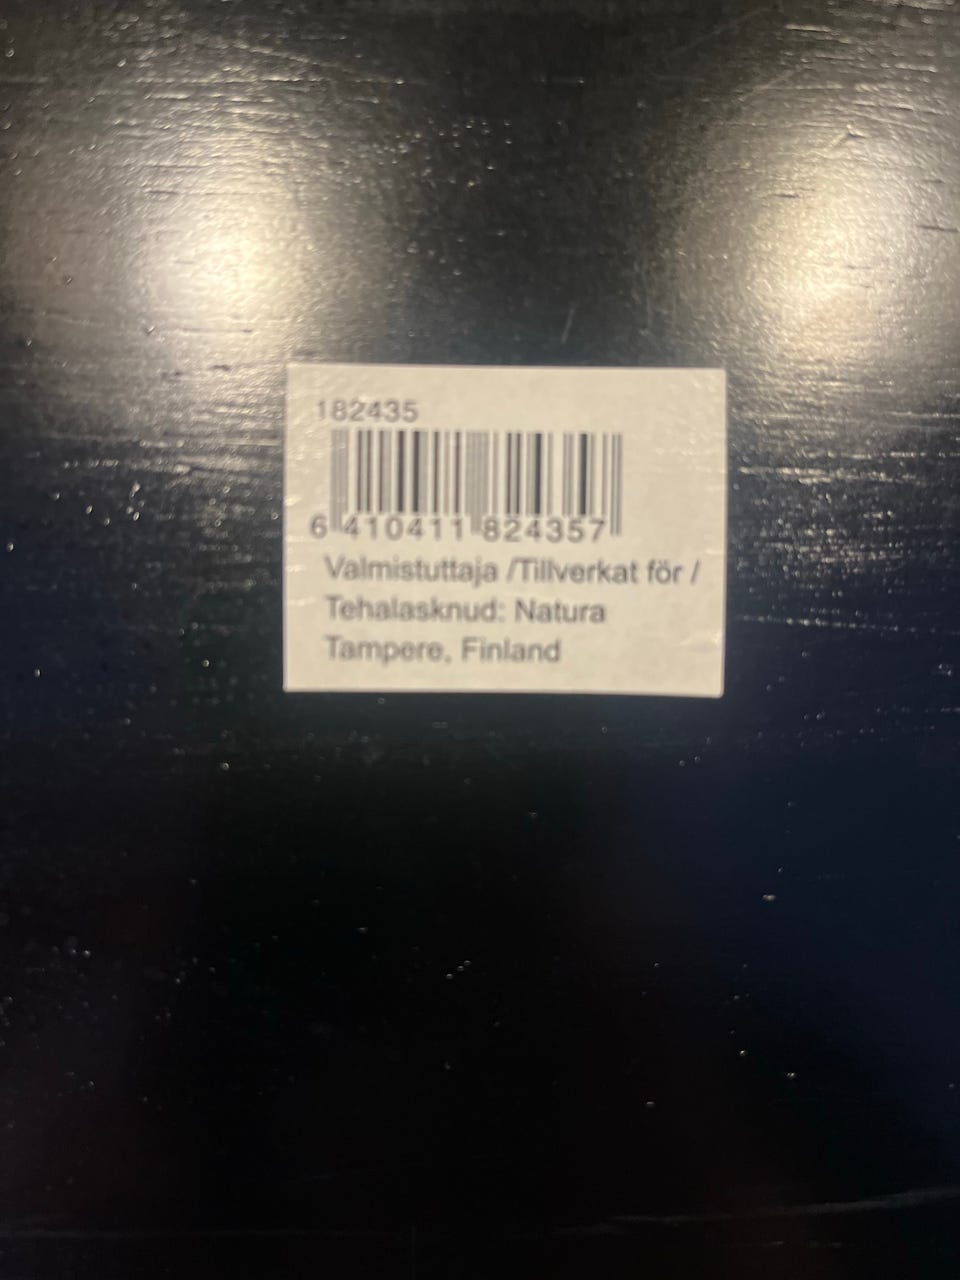 182435
6 410411 824357
Valmistuttaja /Tillverkat för /
Tehalasknud: Natura
Tampere, Finland